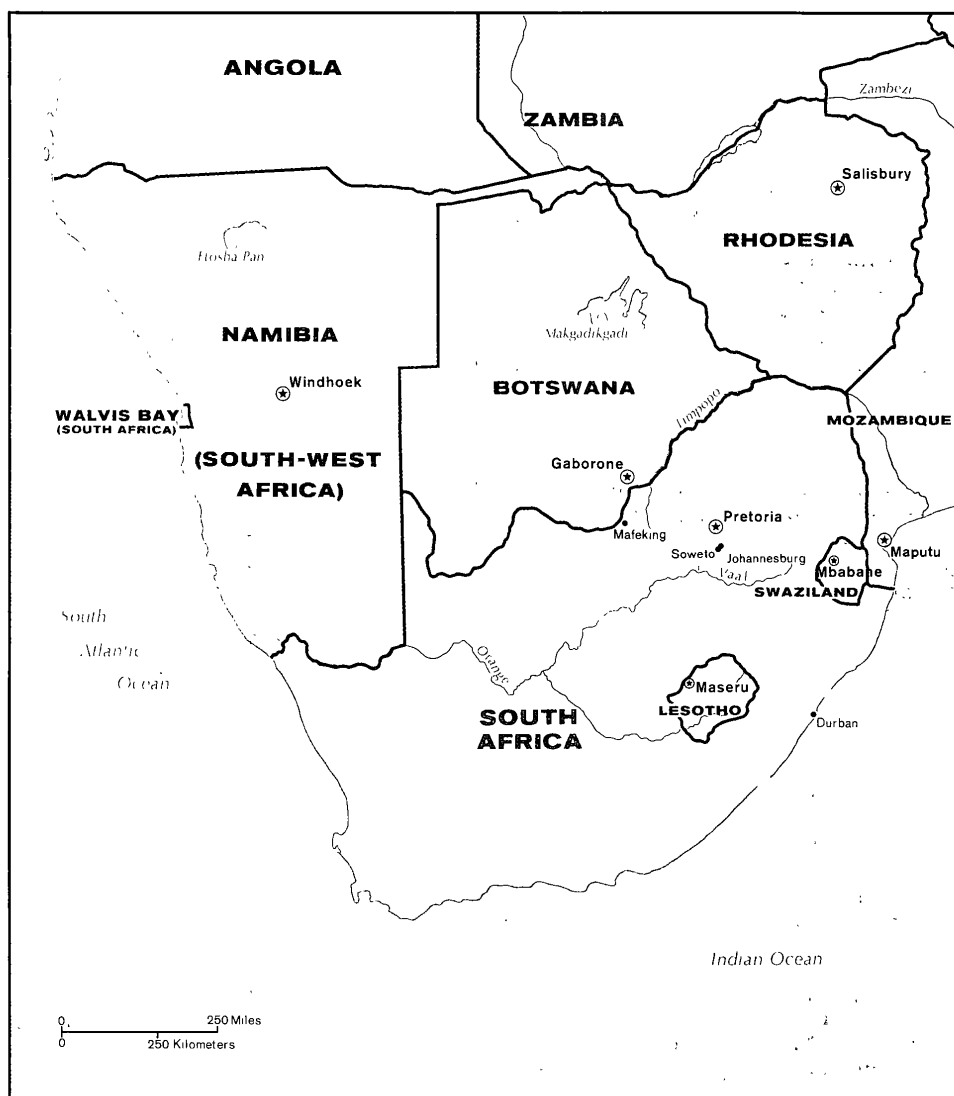 ANGOLA
ZAMBIA
Zambezi
Salisbury
RHODESIA
Etosha Pan
NAMIBIA
Makgadikgadi
Windhoek
BOTSWANA
Limpopo
WALVIS BAY
(SOUTH AFRICA)
MOZAMBIQUE
(SOUTH-WEST
AFRICA)
Gaborone
Pretoria
Mafeking
Soweto
Johannesburg
Maputu
Vaal
Mbabane
SWAZILAND
South
Atlantic
Ocean
Orange
Maseru
LESOTHO
SOUTH
AFRICA
Durban
Indian Ocean
0 250 Miles
0 250 Kilometers